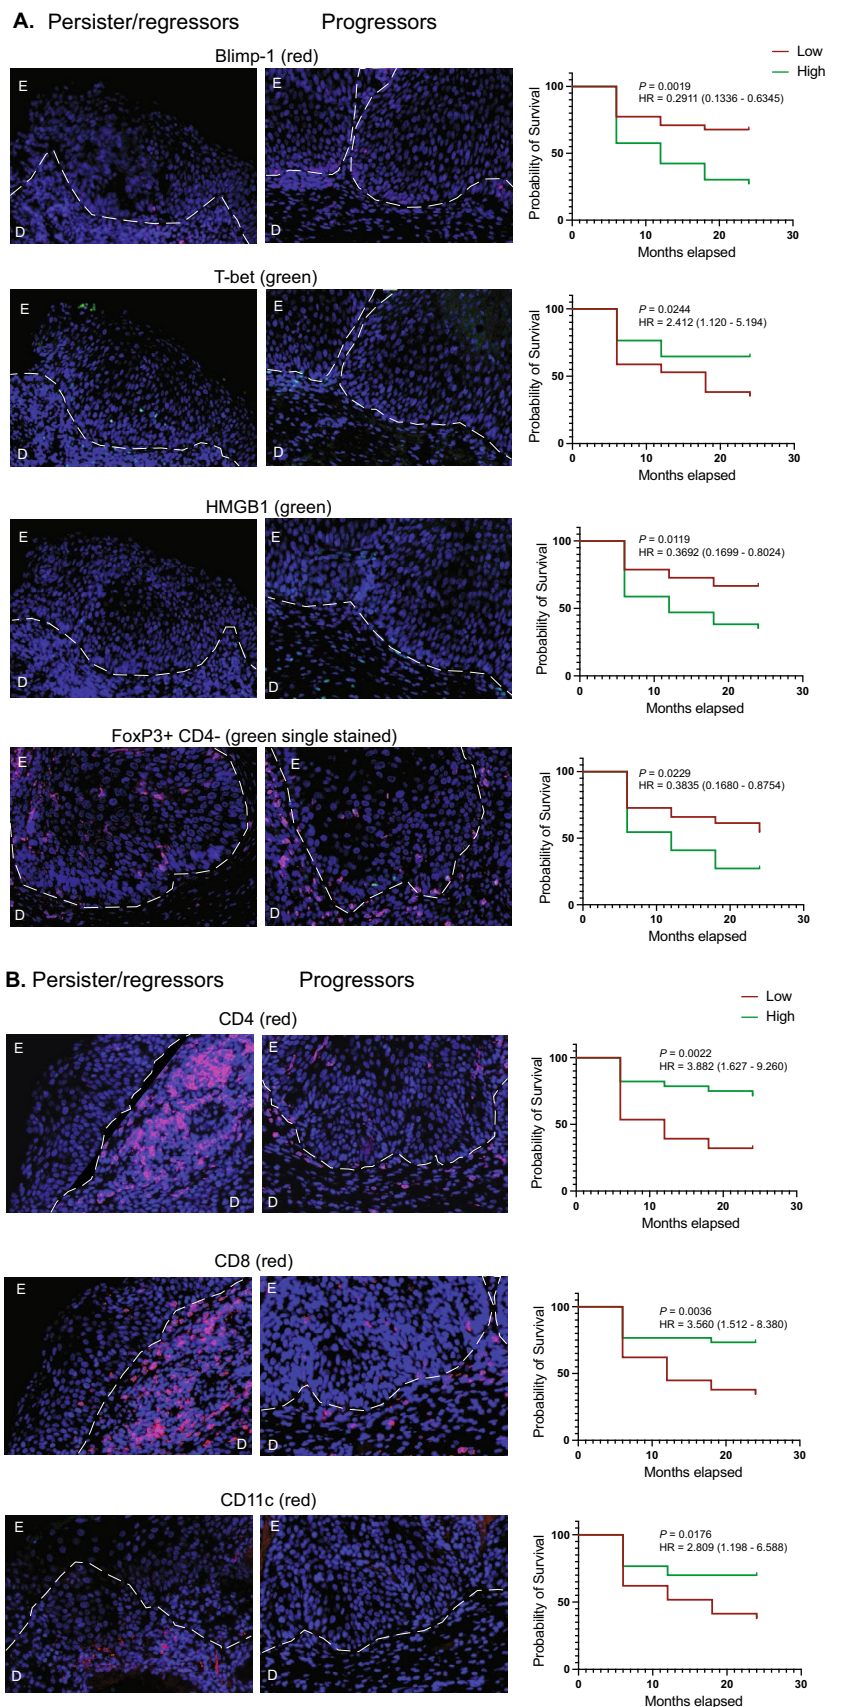 A. Persister/regressors Progressors
Blimp-1 (red)
Low
High
E
D
E
D
Probability of Survival
100
50
0
P = 0.0019
HR = 0.2911 (0.1336 - 0.6345)
0 10 20 30
Months elapsed
T-bet (green)
E
D
E
D
Probability of Survival
100
50
0
P = 0.0244
HR = 2.412 (1.120 - 5.194)
0 10 20 30
Months elapsed
HMGB1 (green)
E
D
E
D
Probability of Survival
100
50
0
P = 0.0119
HR = 0.3692 (0.1699 - 0.8024)
0 10 20 30
Months elapsed
FoxP3+ CD4- (green single stained)
E
D
E
D
Probability of Survival
100
50
0
P = 0.0229
HR = 0.3835 (0.1680 - 0.8754)
0 10 20 30
Months elapsed
B. Persister/regressors Progressors
Low
High
CD4 (red)
E
D
E
D
Probability of Survival
100
50
0
P = 0.0022
HR = 3.882 (1.627 - 9.260)
0 10 20 30
Months elapsed
CD8 (red)
E
D
E
D
Probability of Survival
100
50
0
P = 0.0036
HR = 3.560 (1.512 - 8.380)
0 10 20 30
Months elapsed
CD11c (red)
E
D
E
D
Probability of Survival
100
50
0
P = 0.0176
HR = 2.809 (1.198 - 6.588)
0 10 20 30
Months elapsed